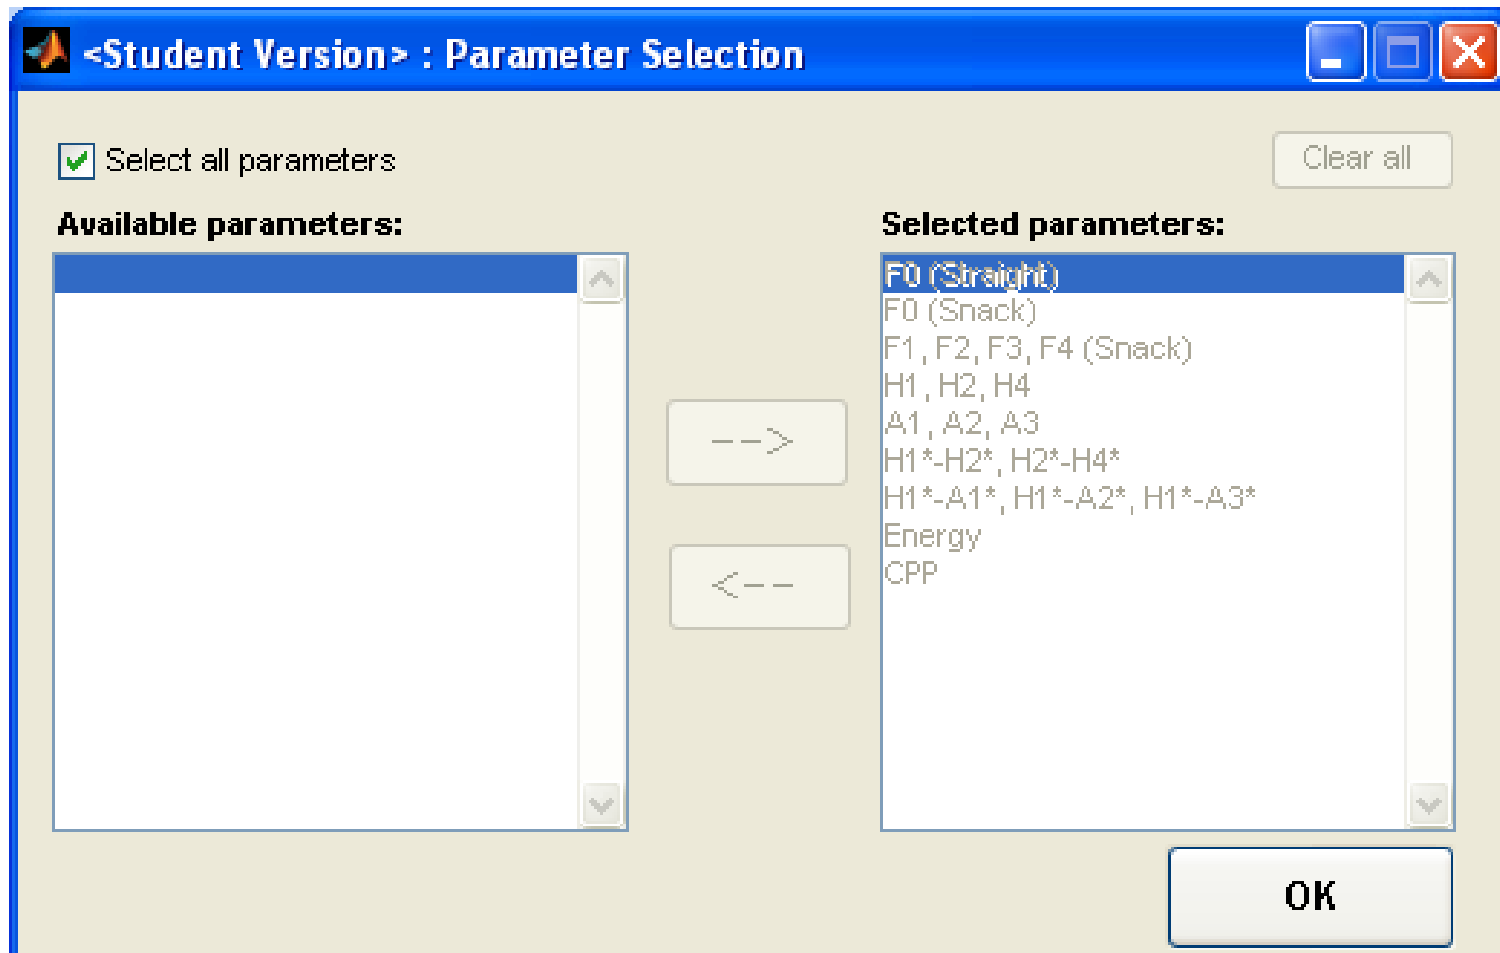 <Student Version> : Parameter Selection
Select all parameters
Clear all
Available parameters:
Selected parameters:
F0 (Straight)
F0 (Snack)
F1, F2, F3, F4 (Snack)
H1, H2, H4
A1, A2, A3
H1*-H2*, H2*-H4*
H1*-A1*, H1*-A2*, H1*-A3*
Energy
CPP
-->
<--
OK